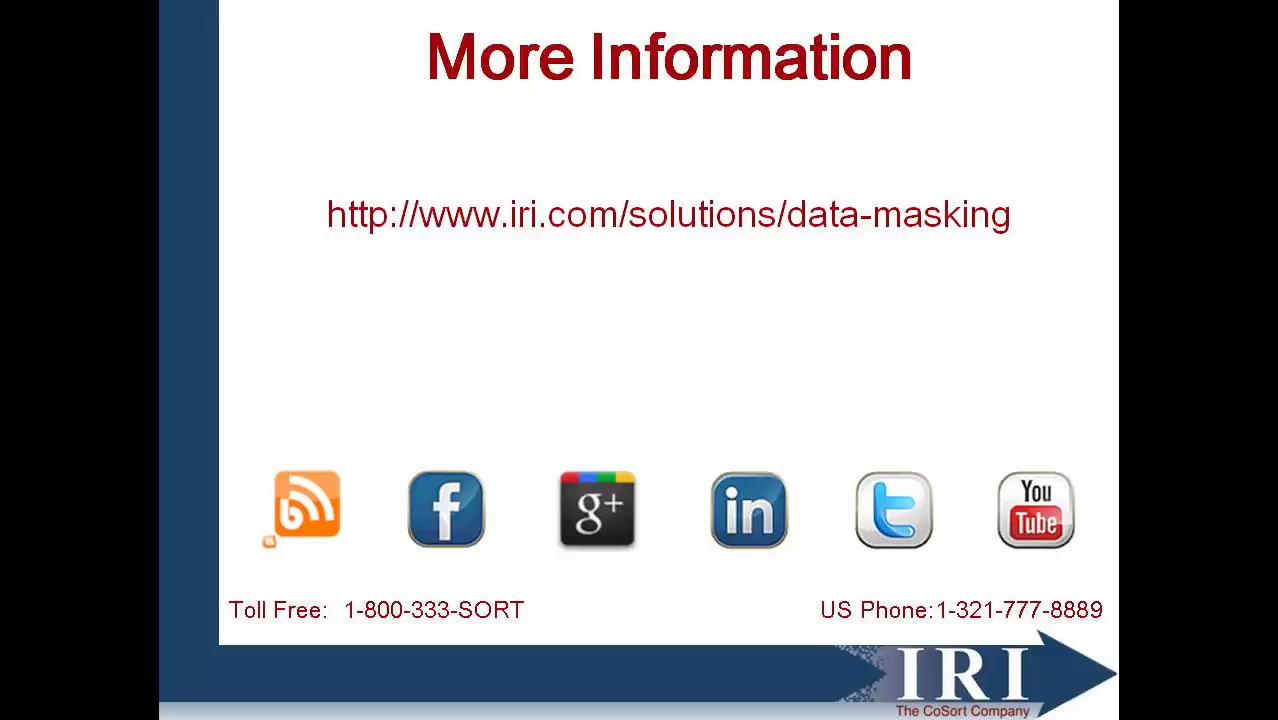 More Information
http://www.iri.com/solutions/data-masking
b
f
g+
in
t
You
Tube
Toll Free: 1-800-333-SORT
US Phone:1-321-777-8889
IRI
The CoSort Company